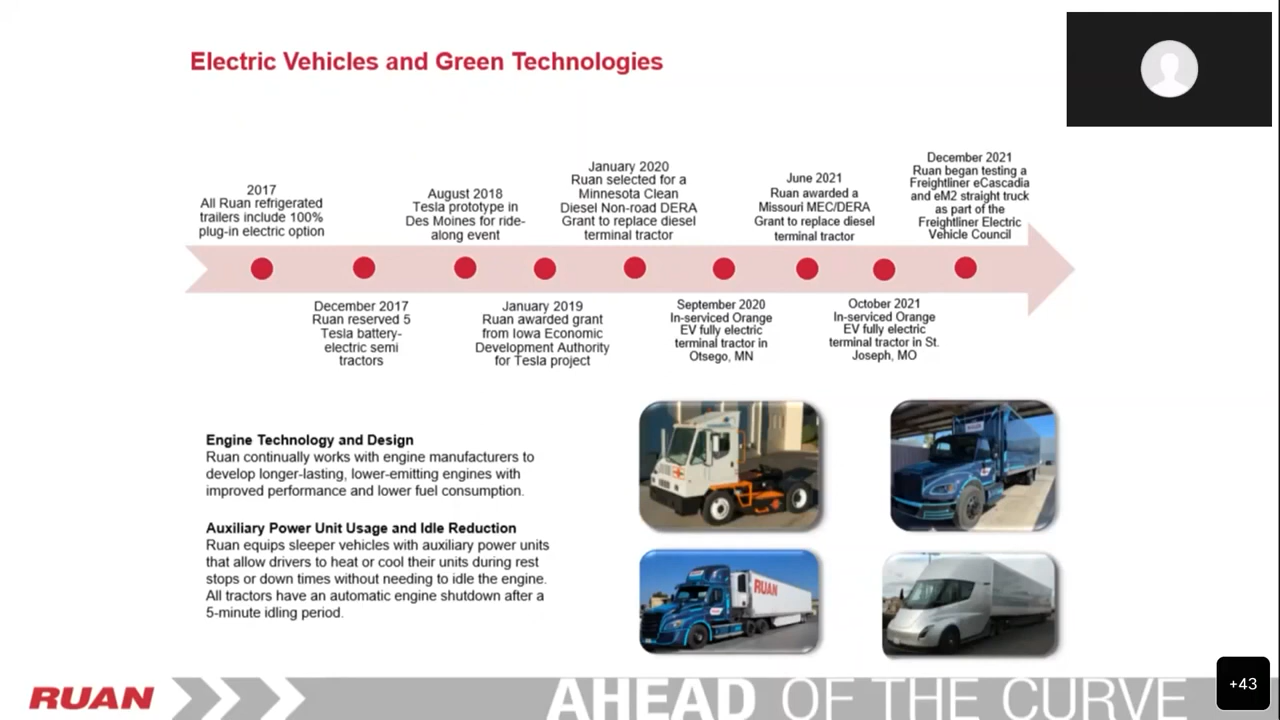 Electric Vehicles and Green Technologies
2017
All Ruan refrigerated
trailers include 100%
plug-in electric option
December 2017
Ruan reserved 5
Tesla battery-
electric semi
tractors
August 2018
Tesla prototype in
Des Moines for ride-
along event
January 2019
Ruan awarded grant
from Iowa Economic
Development Authority
for Tesla project
January 2020
Ruan selected for a
Minnesota Clean
Diesel Non-road DERA
Grant to replace diesel
terminal tractor
September 2020
In-serviced Orange
EV fully electric
terminal tractor in
Otsego, MN
June 2021
Ruan awarded a
Missouri MEC/DERA
Grant to replace diesel
terminal tractor
October 2021
In-serviced Orange
EV fully electric
terminal tractor in St.
Joseph, MO
December 2021
Ruan began testing a
Freightliner eCascadia
and eM2 straight truck
as part of the
Freightliner Electric
Vehicle Council
Engine Technology and Design
Ruan continually works with engine manufacturers to
develop longer-lasting, lower-emitting engines with
improved performance and lower fuel consumption.
Auxiliary Power Unit Usage and Idle Reduction
Ruan equips sleeper vehicles with auxiliary power units
that allow drivers to heat or cool their units during rest
stops or down times without needing to idle the engine.
All tractors have an automatic engine shutdown after a
5-minute idling period.
RUAN
RUAN
AHEAD OF THE CURVE
+43